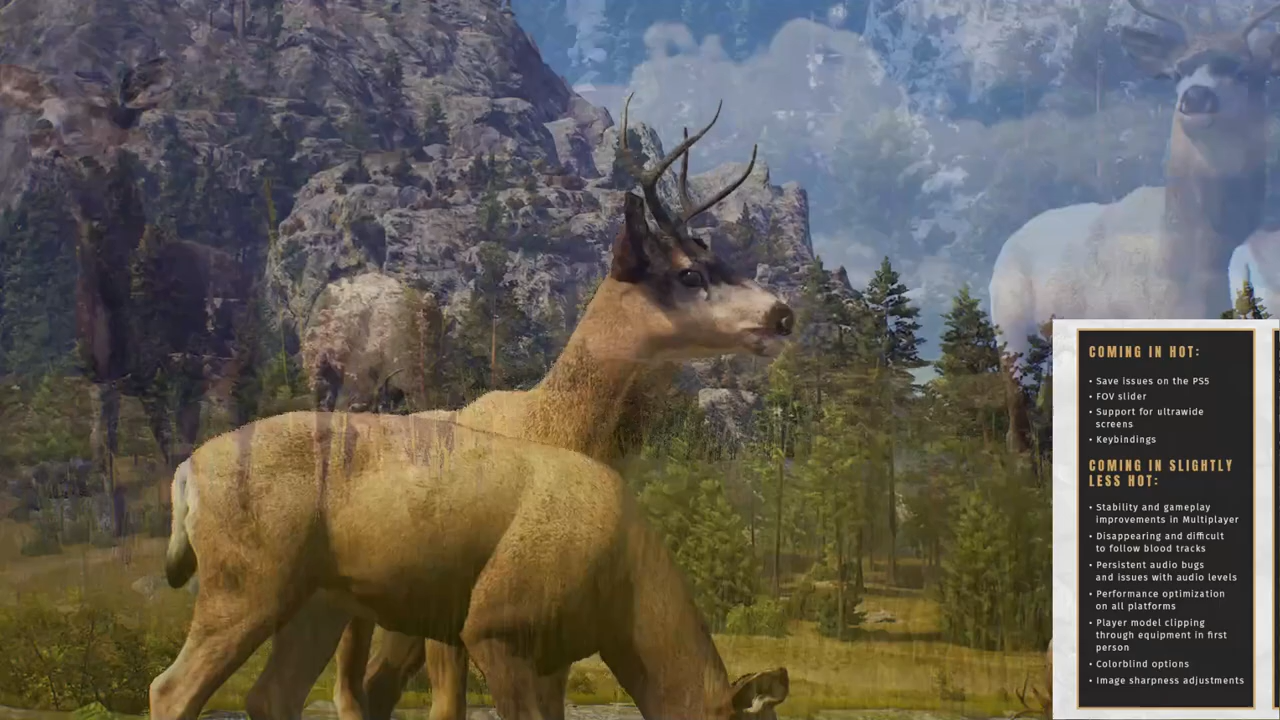 COMING IN HOT:
• Save issues on the PS5
• FOV slider
• Support for ultrawide
screens
• Keybindings
COMING IN SLIGHTLY
LESS HOT:
• Stability and gameplay
improvements in Multiplayer
• Disappearing and difficult
to follow blood tracks
• Persistent audio bugs
and issues with audio levels
• Performance optimization
on all platforms
• Player model clipping
through equipment in first
person
• Colorblind options
• Image sharpness adjustments